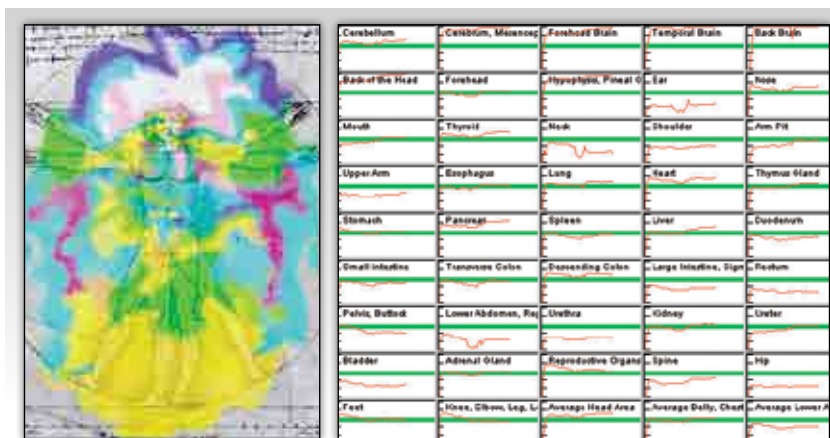 Cerebellum
Cerebrum, Mesencep
Forehead Brain
Temporal Brain
Back Brain
Back of the Head
Forehead
Hypophysis, Pineal G
Ear
Nose
Mouth
Thyroid
Neck
Shoulder
Arm Pit
Upper Arm
Esophagus
Lung
Heart
Thymus Gland
Stomach
Pancreas
Spleen
Liver
Duodenum
Small Intestine
Transverse Colon
Descending Colon
Large Intestine, Sigm
Rectum
Pelvis, Buttock
Lower Abdomen, Rep
Urethra
Kidney
Ureter
Bladder
Adrenal Gland
Reproductive Organs
Spine
Hip
Feet
Knee, Elbow, Leg, L
Average Head Area
Average Belly, Chest
Average Lower A